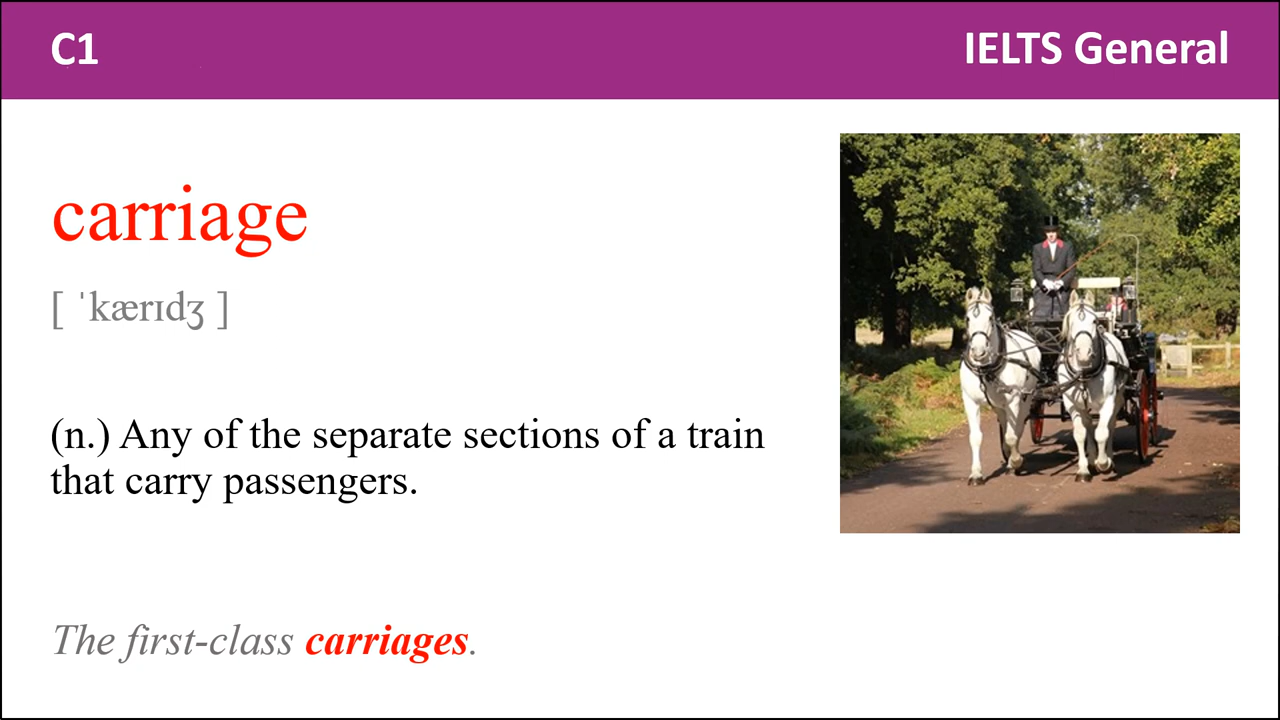 C1
IELTS General
carriage
[ ˈkærɪdʒ ]
(n.) Any of the separate sections of a train
that carry passengers.
The first-class carriages.